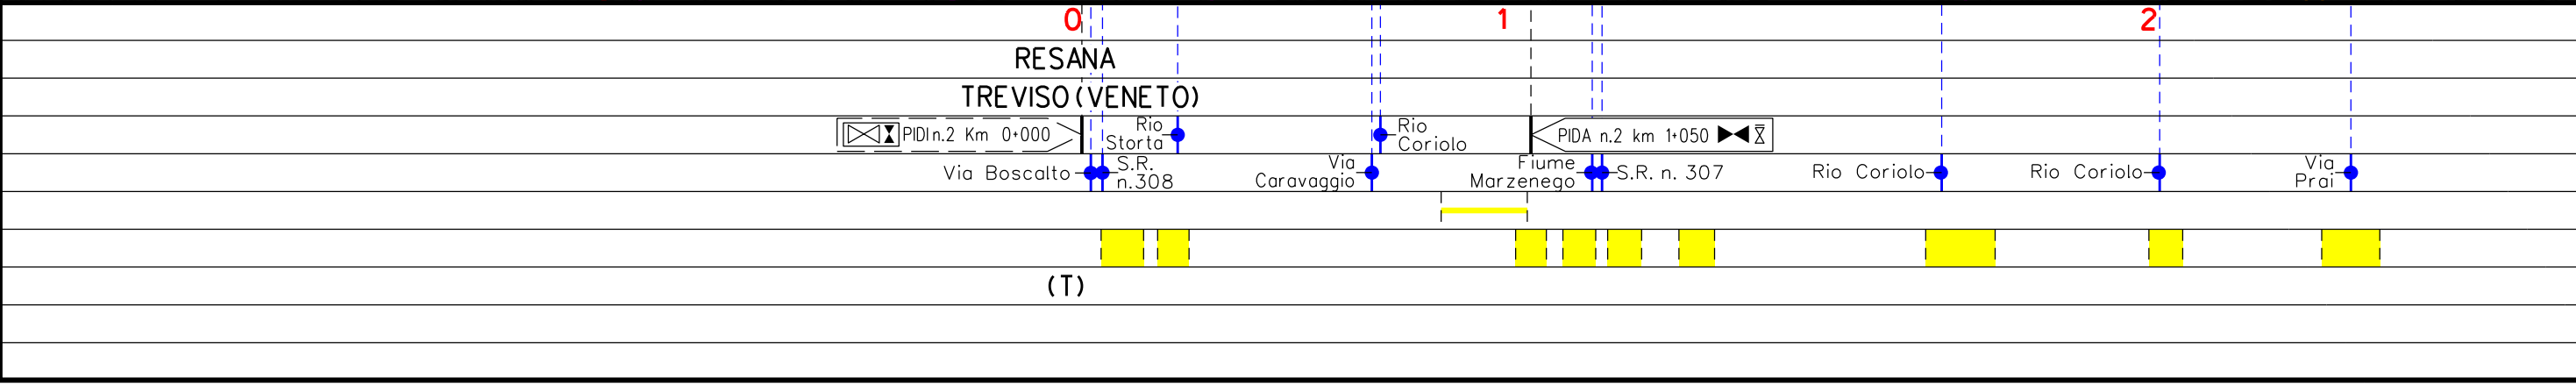 0 1 2
RESANA
TREVISO (VENETO)
PIDI n.2 Km 0+000
Rio
Storta
Rio
Coriolo
PIDA n.2 km 1+050
Via Boscalto
S.R.
n.308
Via
Caravaggio
Fiume
Marzenego
S.R. n. 307
Rio Coriolo
Rio Coriolo
Via
Prai
(T)